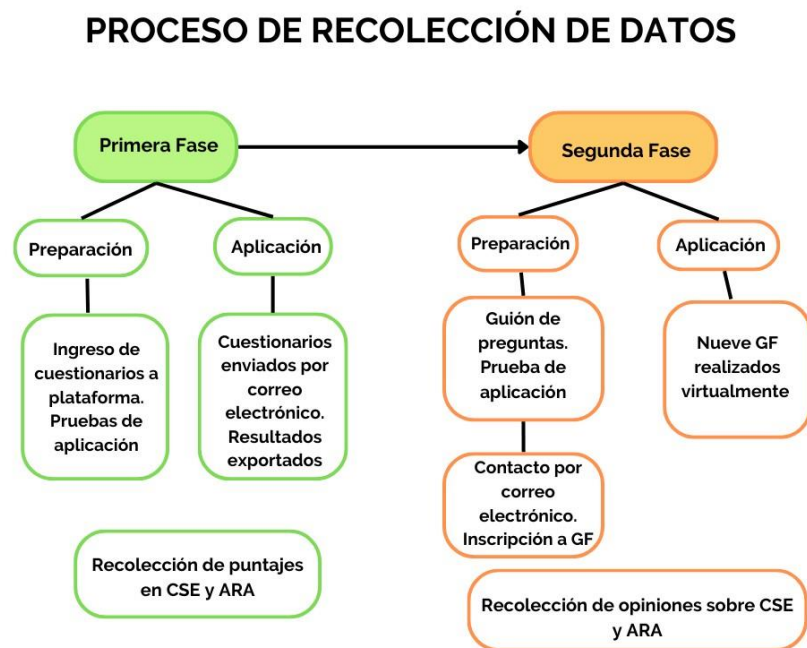 PROCESO DE RECOLECCIÓN DE DATOS
Primera Fase
Segunda Fase
Preparación
Aplicación
Preparación
Aplicación
Ingreso de
cuestionarios a
plataforma.
Pruebas de
aplicación
Cuestionarios
enviados por
correo
electrónico.
Resultados
exportados
Guión de
preguntas.
Prueba de
aplicación
Nueve GF
realizados
virtualmente
Contacto por
correo
electrónico.
Inscripción a GF
Recolección de puntajes
en CSE y ARA
Recolección de opiniones sobre CSE
y ARA